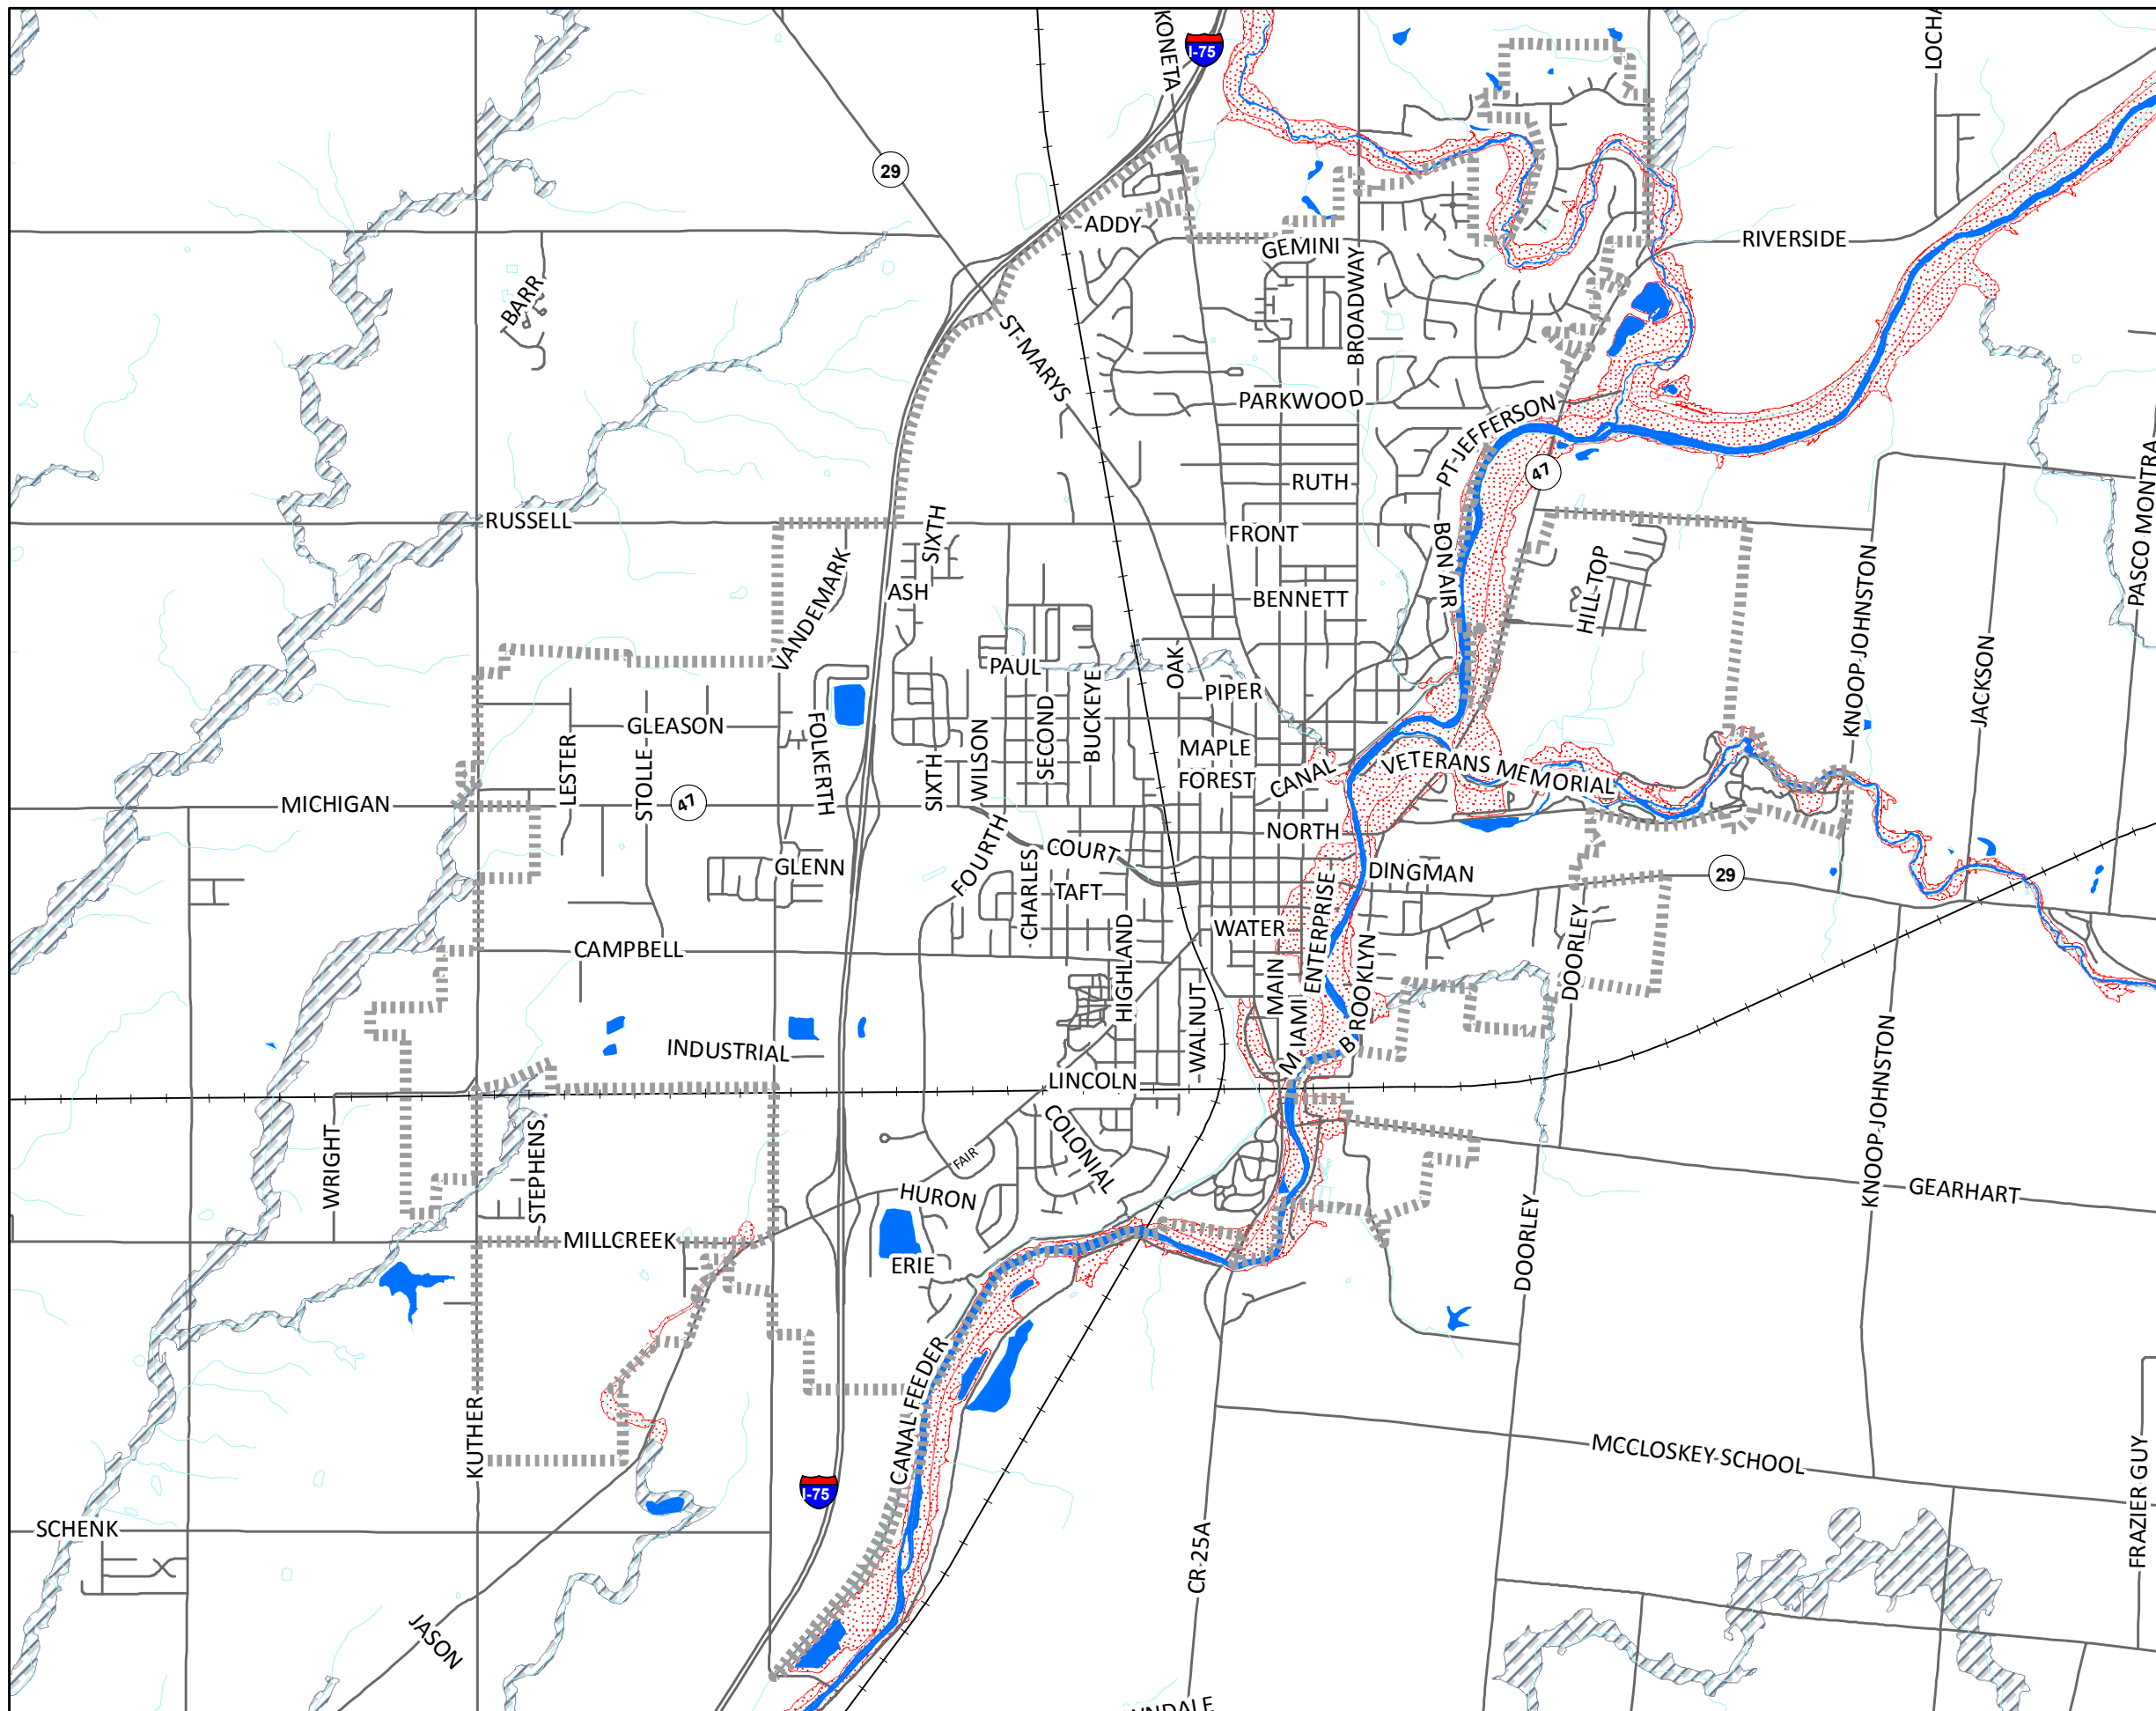 KONETA
I-75
LOCHA
29
ADDY
GEMINI
RIVERSIDE
BARR
BROADWAY
ST-MARYS
PARKWOOD
PT-JEFFERSON
47
RUTH
PASCO MONTRA
RUSSELL
SIXTH
FRONT
BON AIR
HILL-TOP
KNOOP-JOHNSTON
VANDEMARK
ASH
BENNETT
JACKSON
PAUL
OAK
PIPER
BUCKEYE
SECOND
GLEASON
FOLKERTH
WILSON
MAPLE
LESTER
STOLLE
SIXTH
FOREST
CANAL
VETERANS MEMORIAL
MICHIGAN
47
NORTH
FOURTH
COURT
GLENN
CHARLES
TAFT
ENTERPRISE
DINGMAN
29
HIGHLAND
WATER
DOORLEY
CAMPBELL
BROOKLYN
MAIN
WALNUT
MIAMI
INDUSTRIAL
LINCOLN
KNOOP-JOHNSTON
WRIGHT
STEPHENS
COLONIAL
FAIR
HURON
GEARHART
MILLCREEK
DOORLEY
ERIE
CANAL-FEEDER
KUTHER
MCCLOSKEY-SCHOOL
I-75
SCHENK
CR-25A
FRAZIER GUY
JASON
NDALE